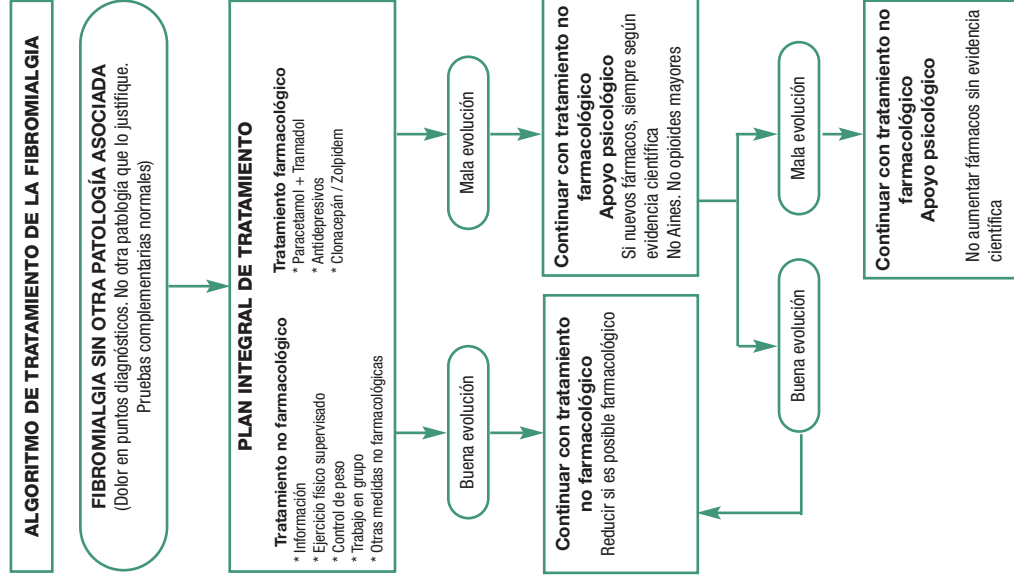 ALGORITMO DE TRATAMIENTO DE LA FIBROMIALGIA
FIBROMIALGIA SIN OTRA PATOLOGÍA ASOCIADA
(Dolor en puntos diagnósticos. No otra patología que lo justifique.
Pruebas complementarias normales)
PLAN INTEGRAL DE TRATAMIENTO
Tratamiento no farmacológico
* Información
* Ejercicio físico supervisado
* Control de peso
* Trabajo en grupo
* Otras medidas no farmacológicas
Tratamiento farmacológico
* Paracetamol + Tramadol
* Antidepresivos
* Clonacepán / Zolpidem
Buena evolución
Mala evolución
Continuar con tratamiento
no farmacológico
Reducir si es posible farmacológico
Continuar con tratamiento no
farmacológico
Apoyo psicológico
Si nuevos fármacos, siempre según
evidencia científica
No Aines. No opioides mayores
Buena evolución
Mala evolución
Continuar con tratamiento no
farmacológico
Apoyo psicológico
No aumentar fármacos sin evidencia
científica